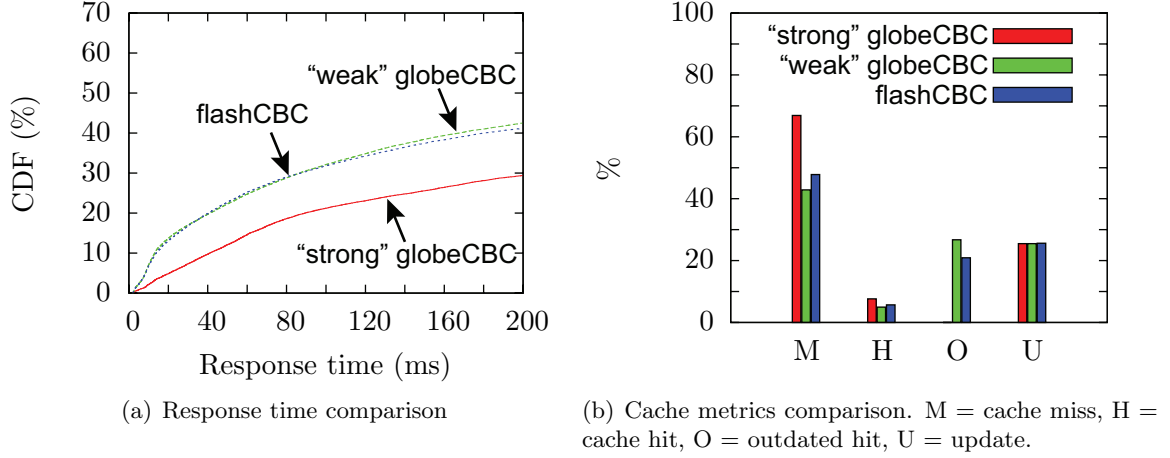 70
60
50
40
30
20
10
0
CDF (%)
0 40 80 120 160 200
Response time (ms)
flashCBC
“weak” globeCBC
“strong” globeCBC
(a) Response time comparison
100
80
60
40
20
0
%
“strong” globeCBC
“weak” globeCBC
flashCBC
M H O U
(b) Cache metrics comparison. M = cache miss, H =
cache hit, O = outdated hit, U = update.